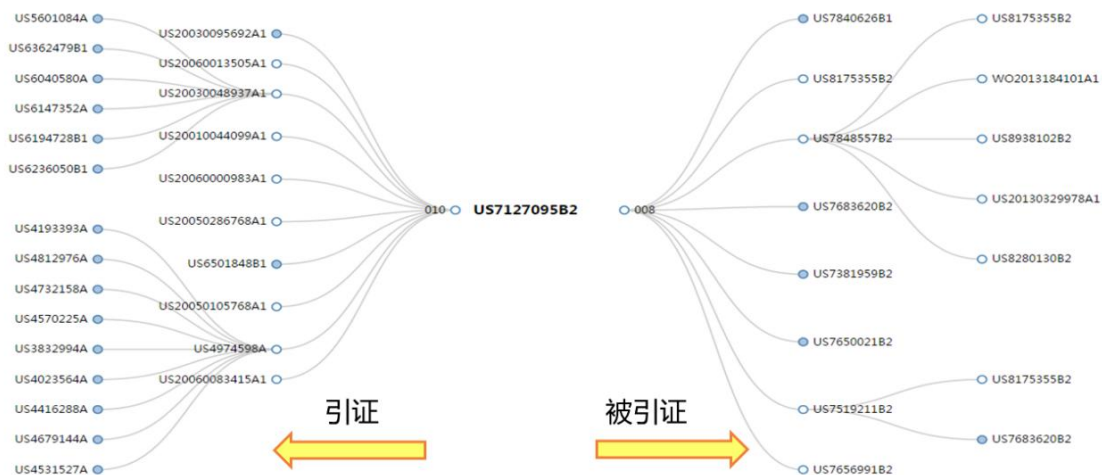 US5601084A
US6362479B1
US6040580A
US6147352A
US6194728B1
US6236050B1
US4193393A
US4812976A
US4732158A
US4570225A
US3832994A
US4023564A
US4416288A
US4679144A
US4531527A
US20030095692A1
US20060013505A1
US20030048937A1
US20010044099A1
US20060000983A1
US20050286768A1
US6501848B1
US20050105768A1
US4974598A
US20060083415A1
引证
010
US7127095B2
008
被引证
US7840626B1
US8175355B2
US7848557B2
US7683620B2
US7381959B2
US7650021B2
US7519211B2
US7656991B2
US8175355B2
WO2013184101A1
US8938102B2
US20130329978A1
US8280130B2
US8175355B2
US7683620B2